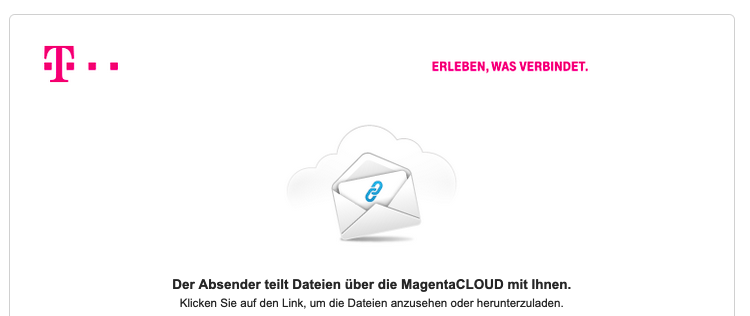 T
ERLEBEN, WAS VERBINDET.
Der Absender teilt Dateien über die MagentaCLOUD mit Ihnen.
Klicken Sie auf den Link, um die Dateien anzusehen oder herunterzuladen.